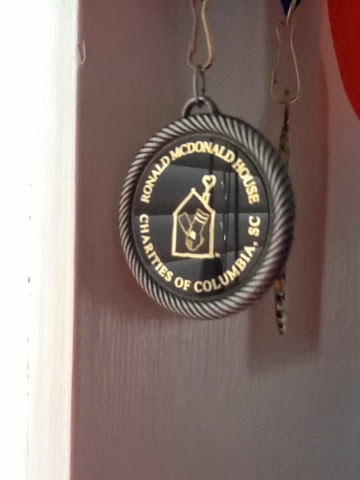 RONALD MCDONALD HOUSE
CHARITIES OF COLUMBIA, SC